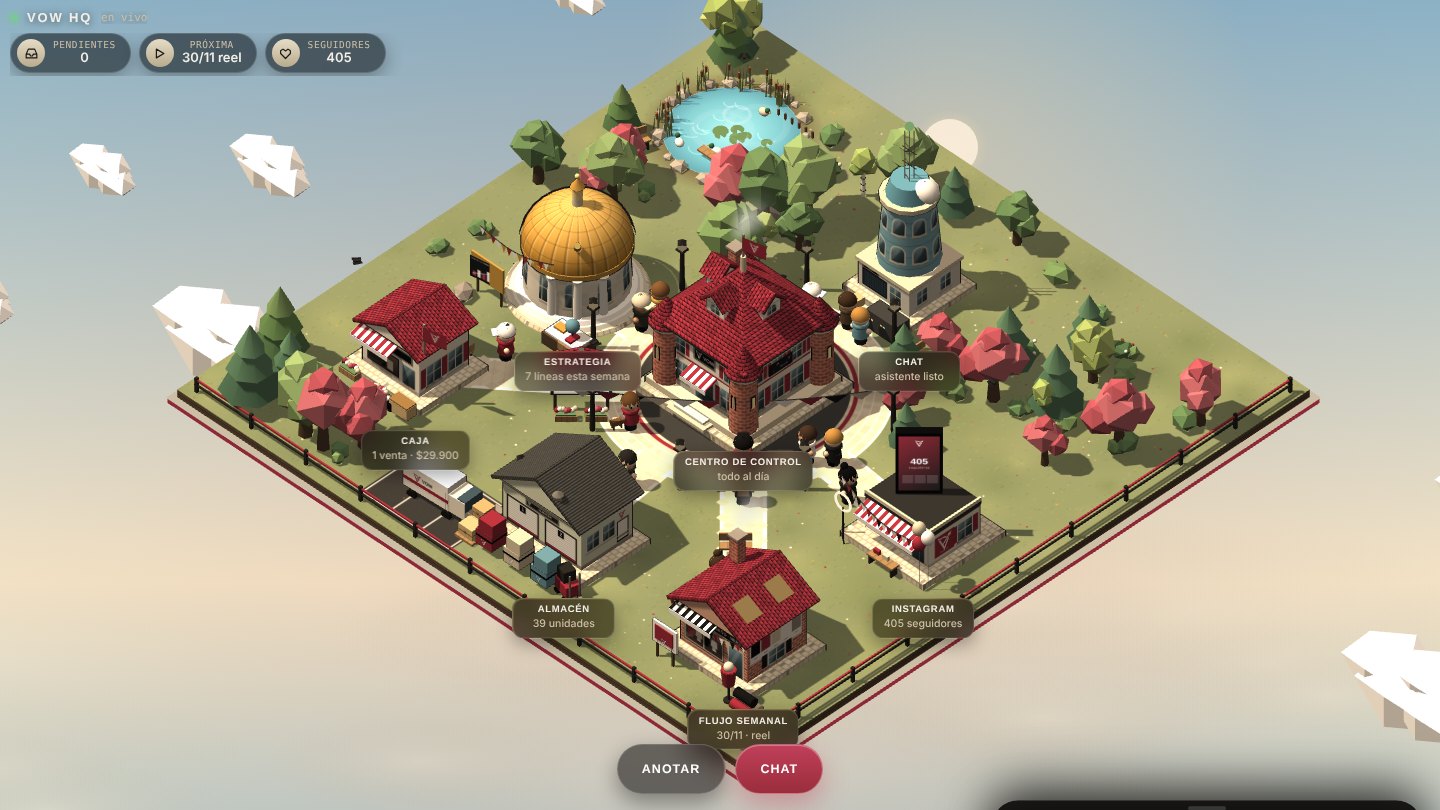 VOW HQ en vivo
PENDIENTES
0
PRÓXIMA
30/11 reel
SEGUIDORES
405
ESTRATEGIA
7 líneas esta semana
CHAT
asistente listo
CAJA
1 venta · $29.900
CENTRO DE CONTROL
todo al día
405
ALMACÉN
39 unidades
INSTAGRAM
405 seguidores
FLUJO SEMANAL
30/11 · reel
ANOTAR
CHAT